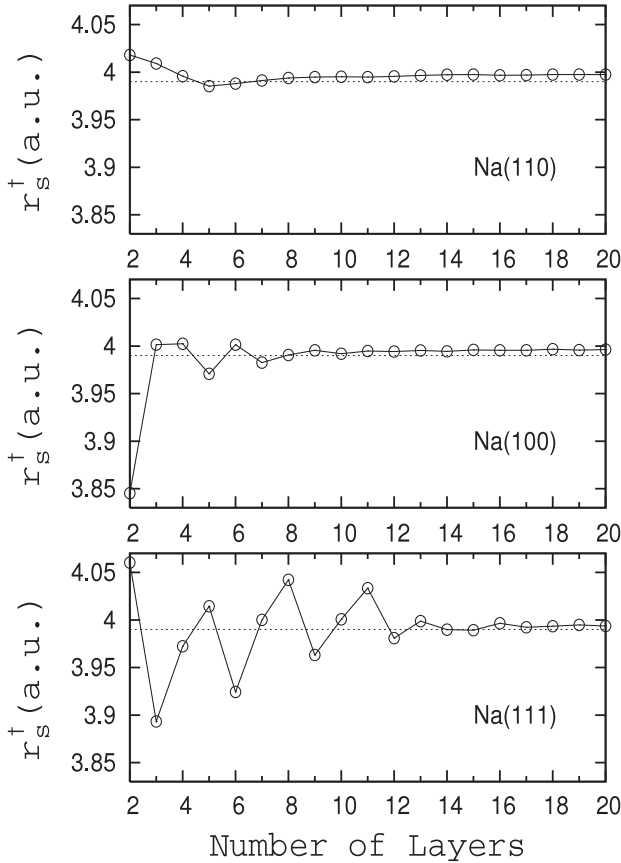 4.05
4
3.95
3.9
3.85
r_s^† (a.u.)
Na(110)
2 4 6 8 10 12 14 16 18 20
4.05
4
3.95
3.9
3.85
r_s^† (a.u.)
Na(100)
2 4 6 8 10 12 14 16 18 20
4.05
4
3.95
3.9
3.85
r_s^† (a.u.)
Na(111)
2 4 6 8 10 12 14 16 18 20
Number of Layers